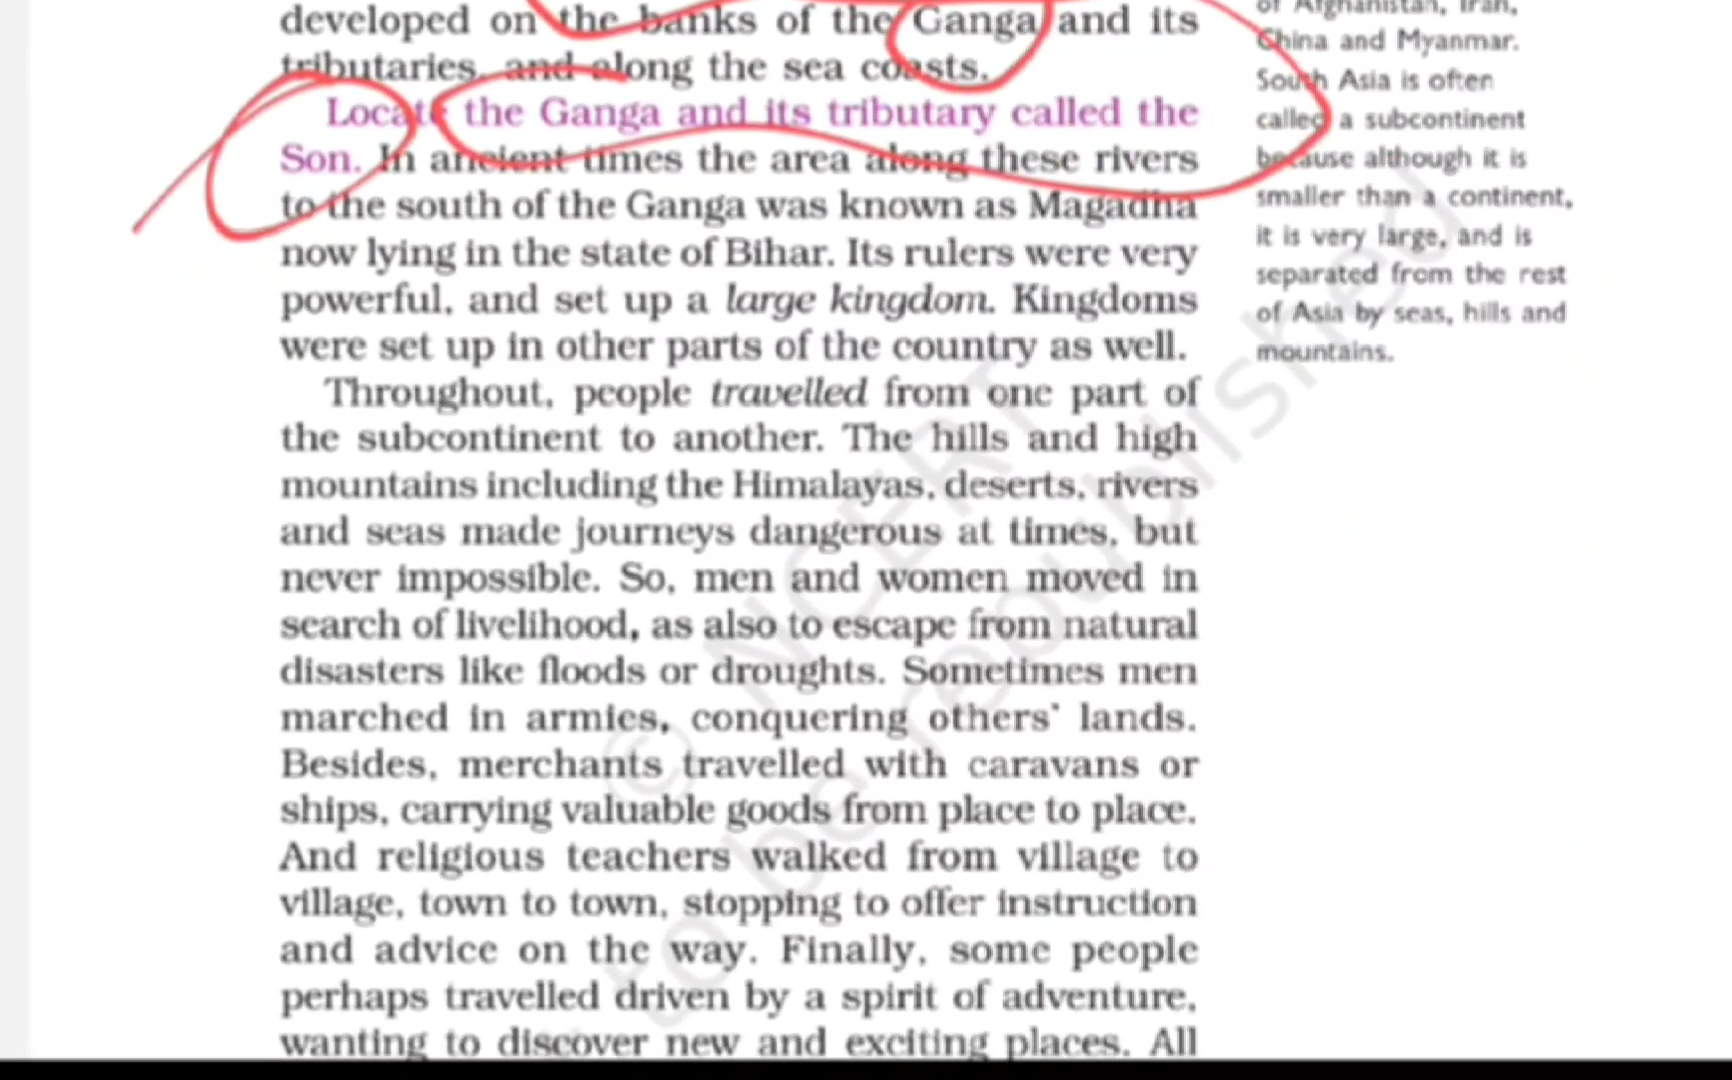 developed on the banks of the Ganga and its
tributaries, and along the sea coasts.
Locate the Ganga and its tributary called the
Son. In ancient times the area along these rivers
to the south of the Ganga was known as Magadha
now lying in the state of Bihar. Its rulers were very
powerful, and set up a large kingdom. Kingdoms
were set up in other parts of the country as well.
Throughout, people travelled from one part of
the subcontinent to another. The hills and high
mountains including the Himalayas, deserts, rivers
and seas made journeys dangerous at times, but
never impossible. So, men and women moved in
search of livelihood, as also to escape from natural
disasters like floods or droughts. Sometimes men
marched in armies, conquering others' lands.
Besides, merchants travelled with caravans or
ships, carrying valuable goods from place to place.
And religious teachers walked from village to
village, town to town, stopping to offer instruction
and advice on the way. Finally, some people
perhaps travelled driven by a spirit of adventure,
wanting to discover new and exciting places. All
of Afghanistan, Iran,
China and Myanmar.
South Asia is often
called a subcontinent
because although it is
smaller than a continent,
it is very large, and is
separated from the rest
of Asia by seas, hills and
mountains.
© NCERT
to be republished